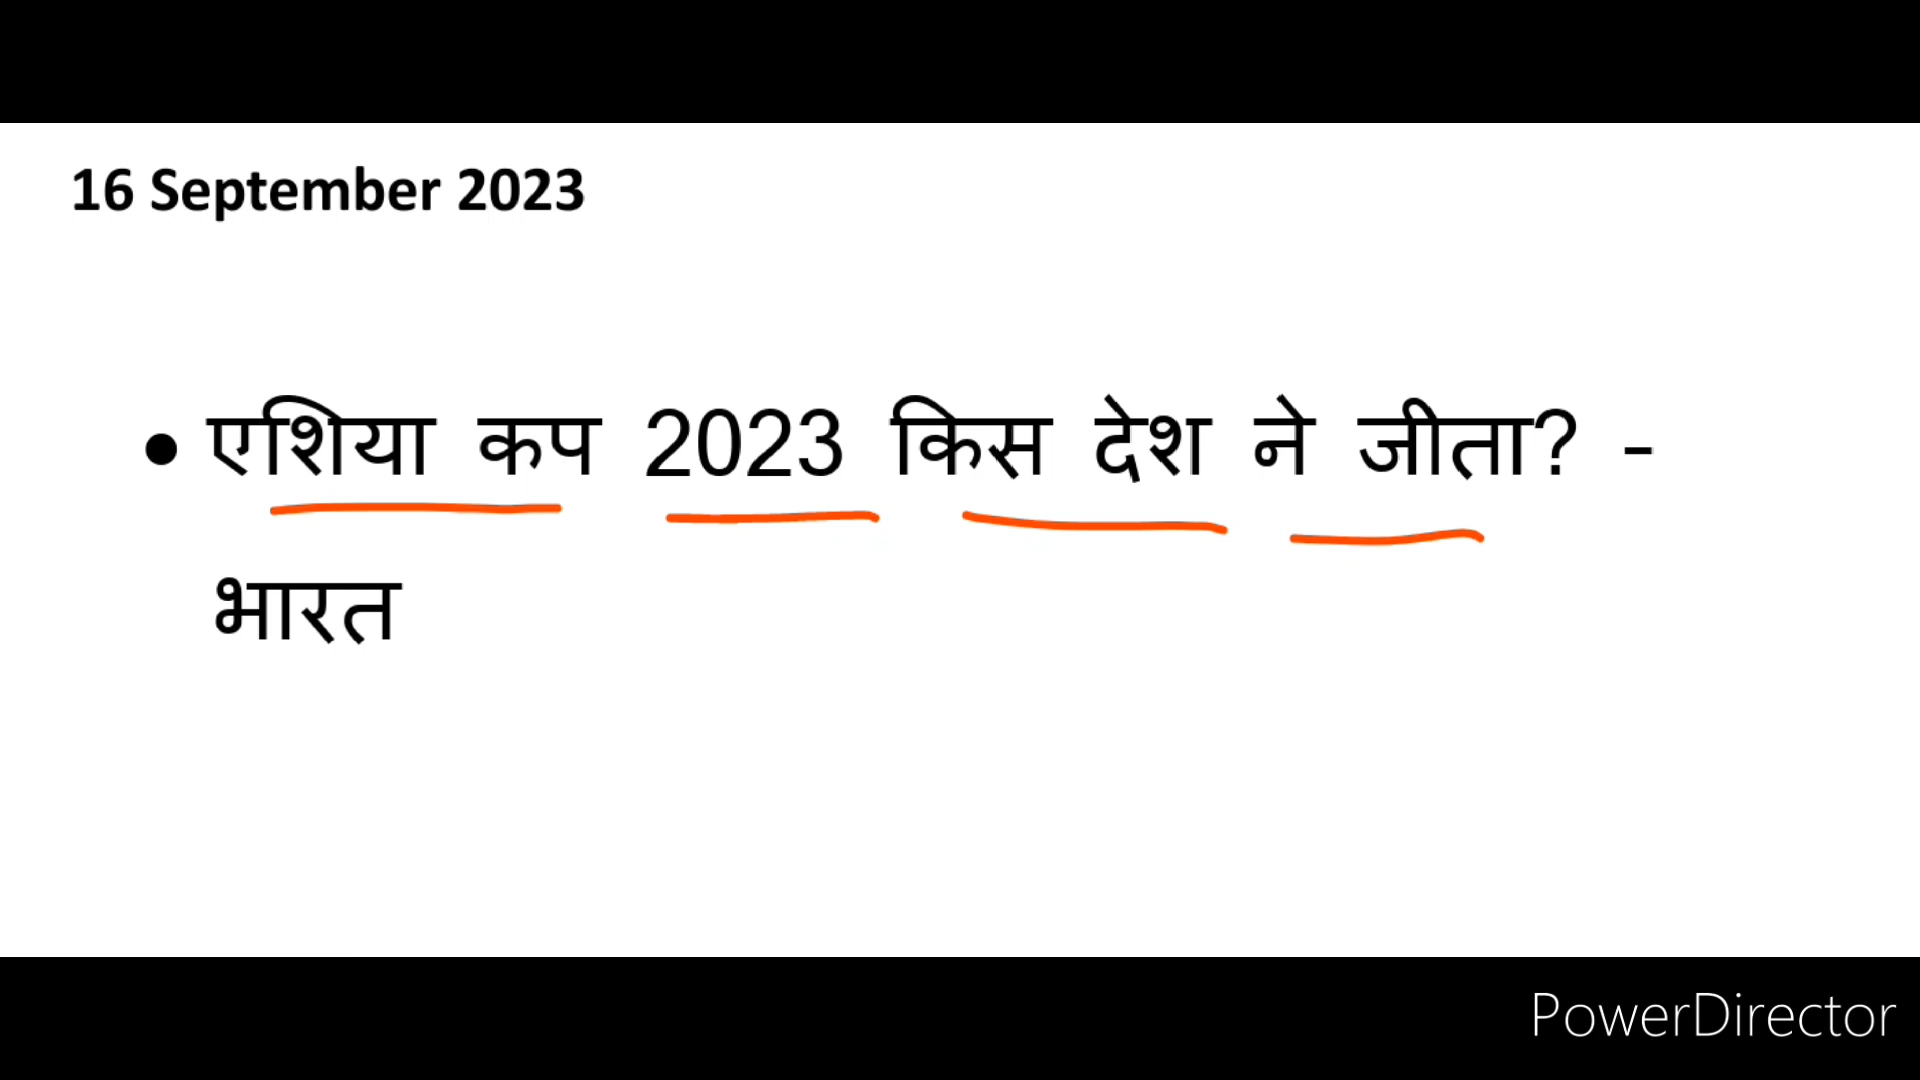 16 September 2023
• एशिया कप 2023 किस देश ने जीता? -
भारत
PowerDirector